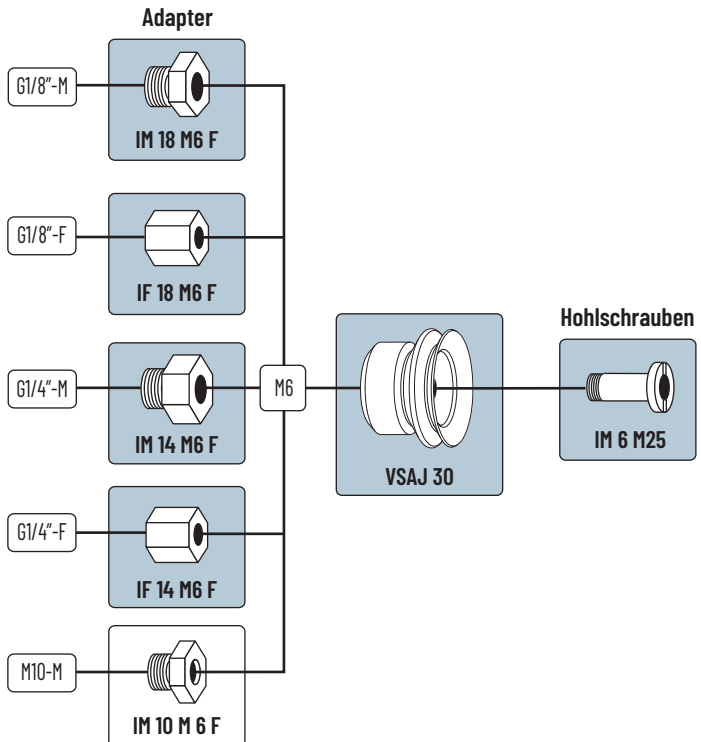 Adapter
G1/8"-M
IM 18 M6 F
G1/8"-F
IF 18 M6 F
Hohlschrauben
G1/4"-M
M6
IM 14 M6 F
IM 6 M25
VSAJ 30
G1/4"-F
IF 14 M6 F
M10-M
IM 10 M 6 F